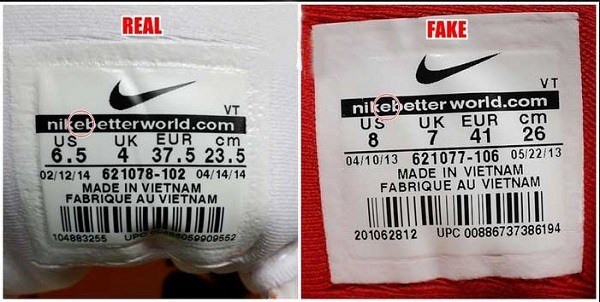 REAL
VT
nikebetterworld.com
US UK EUR cm
6.5 4 37.5 23.5
02/12/14 621078-102 04/14/14
MADE IN VIETNAM
FABRIQUE AU VIETNAM
104883255 UPC
FAKE
VT
nikebetterworld.com
US UK EUR cm
8 7 41 26
04/10/13 621077-106 05/22/13
MADE IN VIETNAM
FABRIQUE AU VIETNAM
201062812 UPC 00886737386194